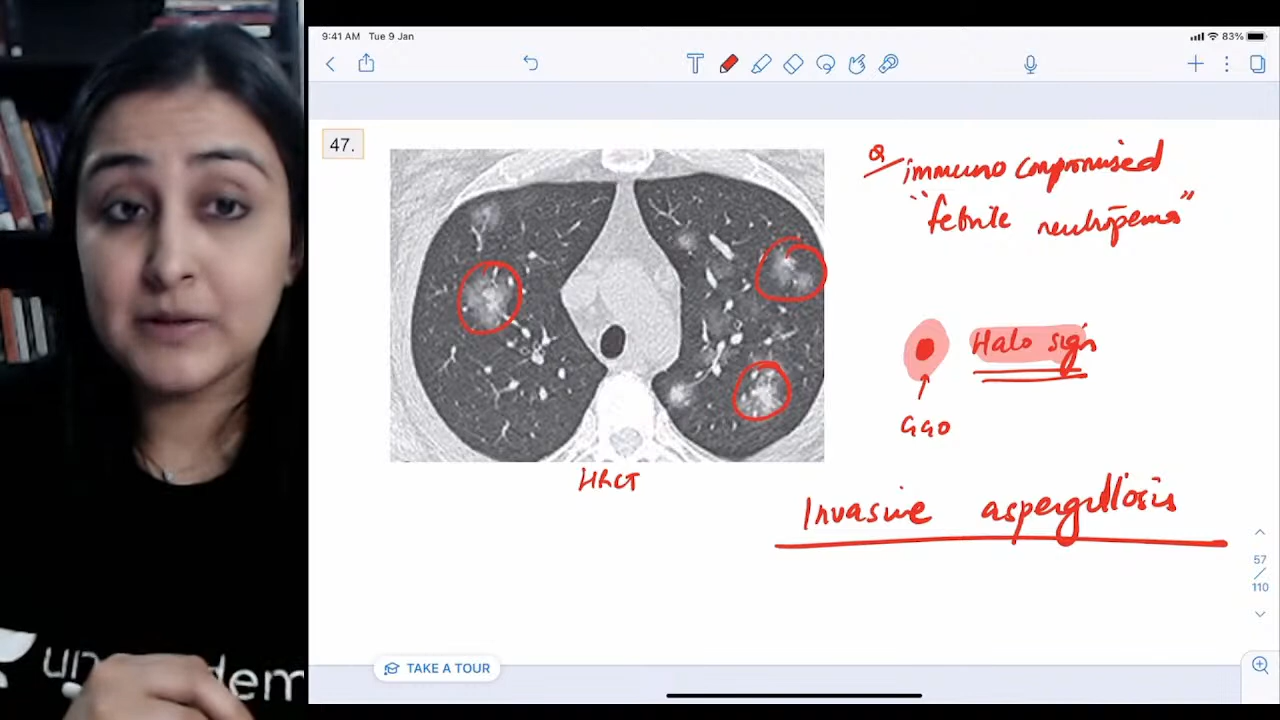 9:41 AM Tue 9 Jan
83%
T
47.
Q/ immuno compromised
"febrile neutropenia"
Halo sign
GGO
HRCT
Invasive aspergillosis
57
/
110
TAKE A TOUR